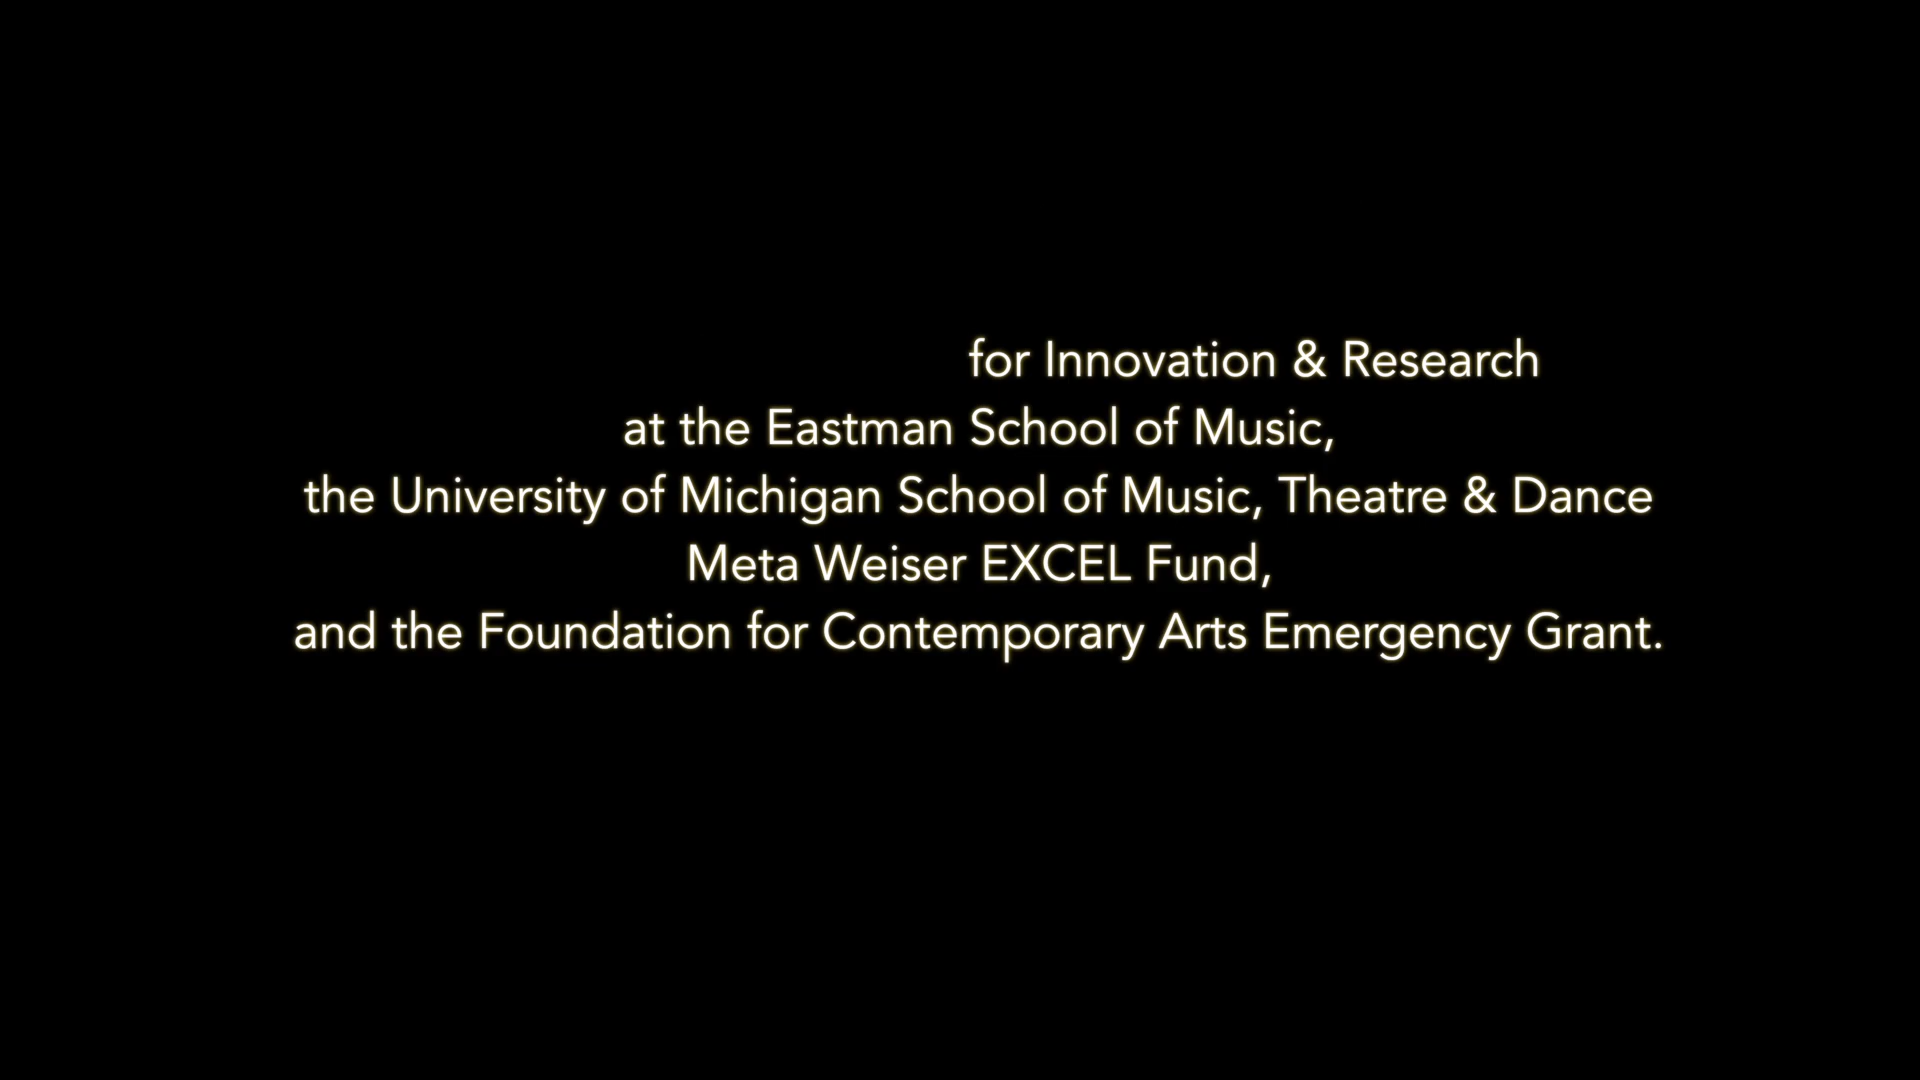 for Innovation & Research
at the Eastman School of Music,
the University of Michigan School of Music, Theatre & Dance
Meta Weiser EXCEL Fund,
and the Foundation for Contemporary Arts Emergency Grant.